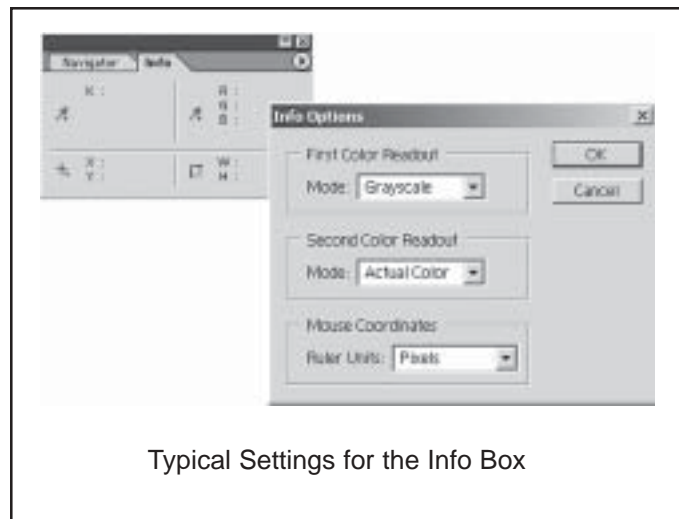 Navigator Info
K :
R :
G :
B :
X :
Y :
W :
H :
Info Options
First Color Readout
Mode: Grayscale
OK
Cancel
Second Color Readout
Mode: Actual Color
Mouse Coordinates
Ruler Units: Pixels
Typical Settings for the Info Box